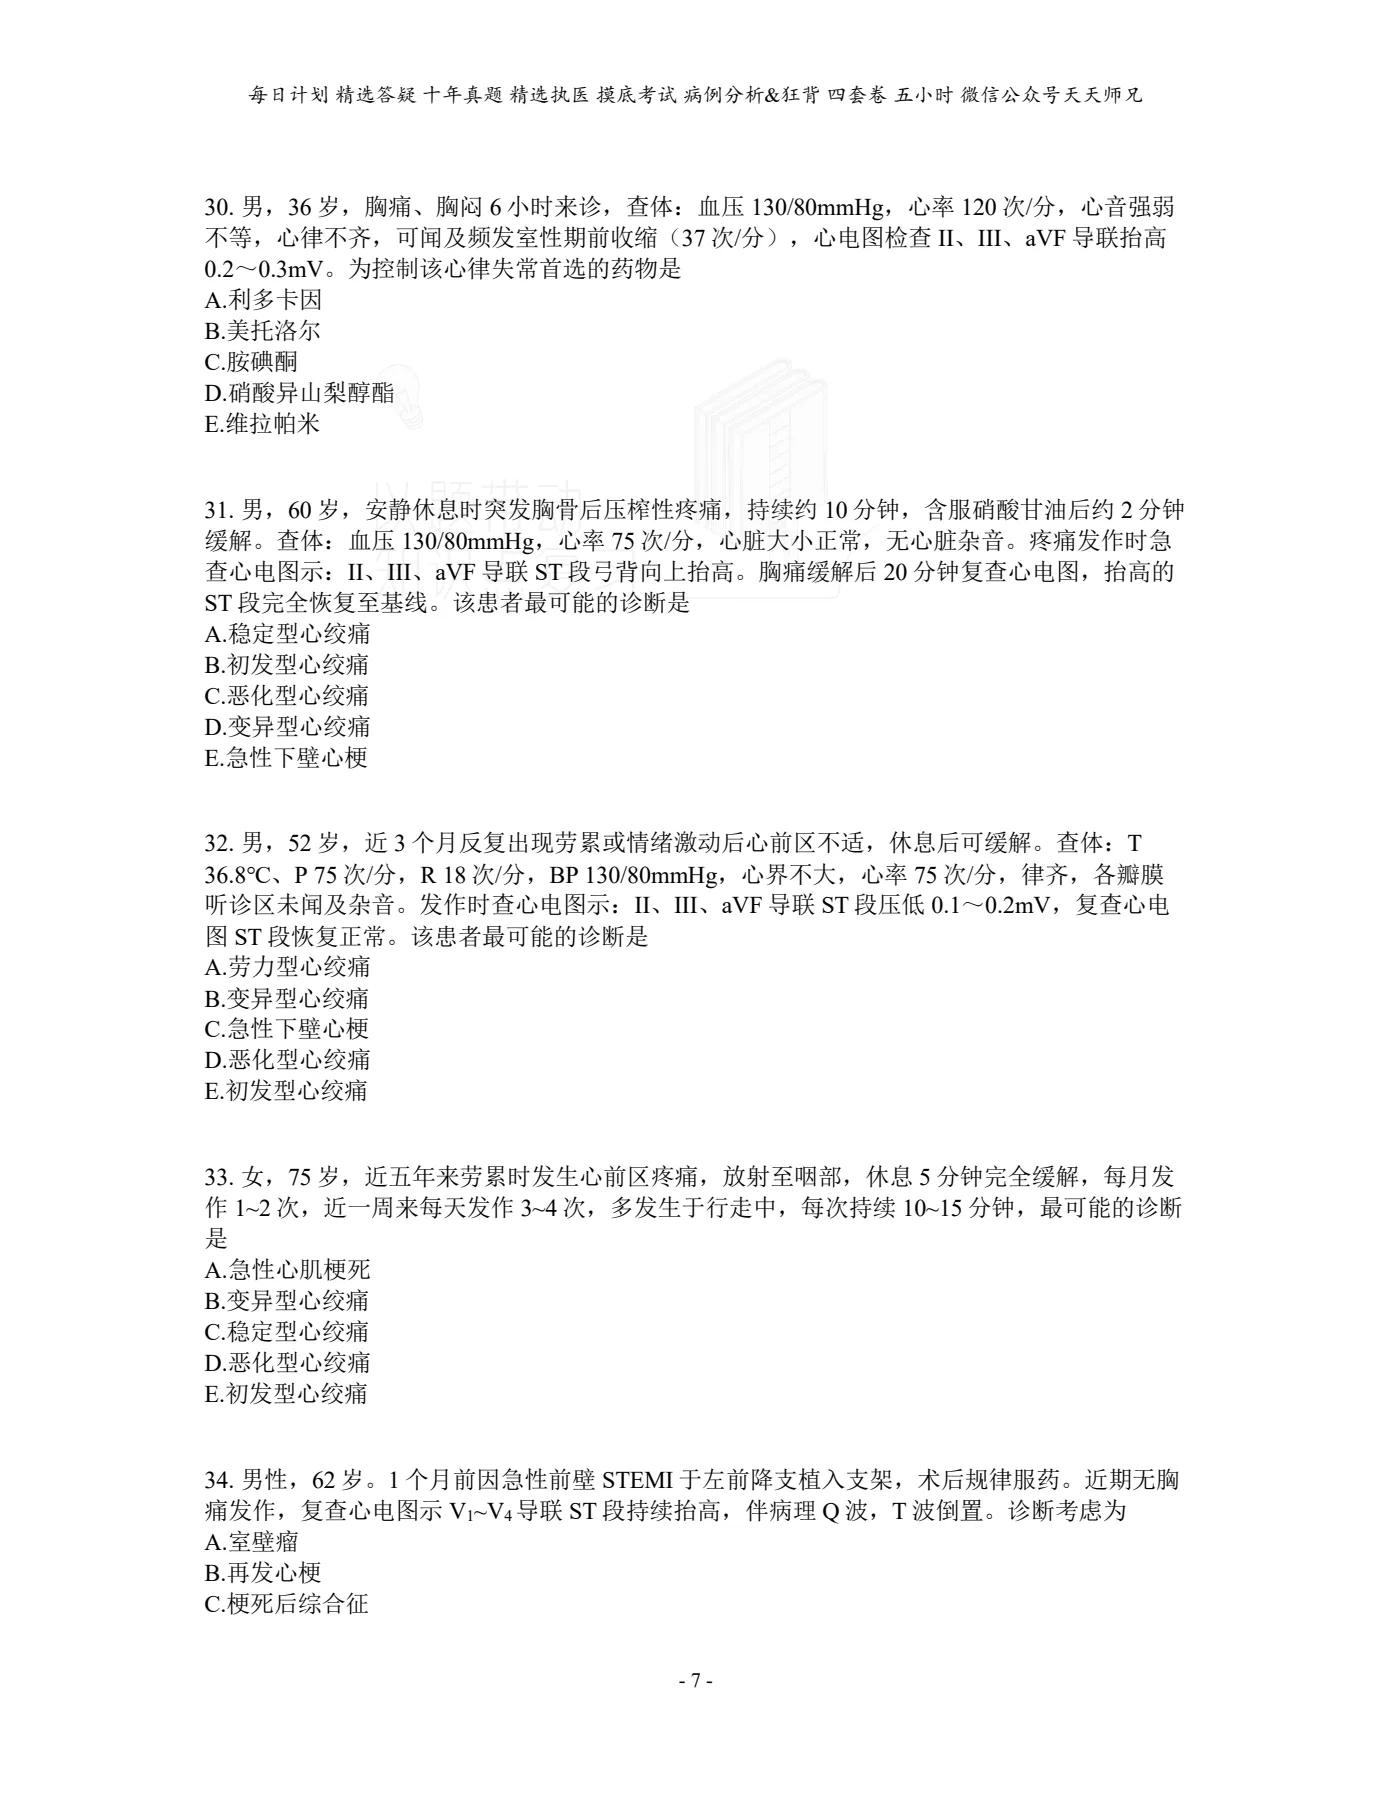 每日计划 精选答疑 十年真题 精选执医 摸底考试 病例分析&狂背 四套卷 五小时 微信公众号天天师兄
30. 男，36 岁，胸痛、胸闷 6 小时来诊，查体：血压 130/80mmHg，心率 120 次/分，心音强弱
不等，心律不齐，可闻及频发室性期前收缩（37 次/分），心电图检查 II、III、aVF 导联抬高
0.2～0.3mV。为控制该心律失常首选的药物是
A.利多卡因
B.美托洛尔
C.胺碘酮
D.硝酸异山梨醇酯
E.维拉帕米
31. 男，60 岁，安静休息时突发胸骨后压榨性疼痛，持续约 10 分钟，含服硝酸甘油后约 2 分钟
缓解。查体：血压 130/80mmHg，心率 75 次/分，心脏大小正常，无心脏杂音。疼痛发作时急
查心电图示：II、III、aVF 导联 ST 段弓背向上抬高。胸痛缓解后 20 分钟复查心电图，抬高的
ST 段完全恢复至基线。该患者最可能的诊断是
A.稳定型心绞痛
B.初发型心绞痛
C.恶化型心绞痛
D.变异型心绞痛
E.急性下壁心梗
32. 男，52 岁，近 3 个月反复出现劳累或情绪激动后心前区不适，休息后可缓解。查体：T
36.8℃、P 75 次/分，R 18 次/分，BP 130/80mmHg，心界不大，心率 75 次/分，律齐，各瓣膜
听诊区未闻及杂音。发作时查心电图示：II、III、aVF 导联 ST 段压低 0.1～0.2mV，复查心电
图 ST 段恢复正常。该患者最可能的诊断是
A.劳力型心绞痛
B.变异型心绞痛
C.急性下壁心梗
D.恶化型心绞痛
E.初发型心绞痛
33. 女，75 岁，近五年来劳累时发生心前区疼痛，放射至咽部，休息 5 分钟完全缓解，每月发
作 1~2 次，近一周来每天发作 3~4 次，多发生于行走中，每次持续 10~15 分钟，最可能的诊断
是
A.急性心肌梗死
B.变异型心绞痛
C.稳定型心绞痛
D.恶化型心绞痛
E.初发型心绞痛
34. 男性，62 岁。1 个月前因急性前壁 STEMI 于左前降支植入支架，术后规律服药。近期无胸
痛发作，复查心电图示 V₁~V₄ 导联 ST 段持续抬高，伴病理 Q 波，T 波倒置。诊断考虑为
A.室壁瘤
B.再发心梗
C.梗死后综合征
- 7 -